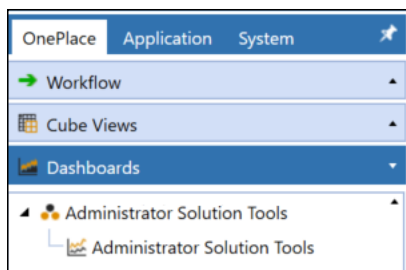 OnePlace Application System
Workflow
Cube Views
Dashboards
Administrator Solution Tools
Administrator Solution Tools